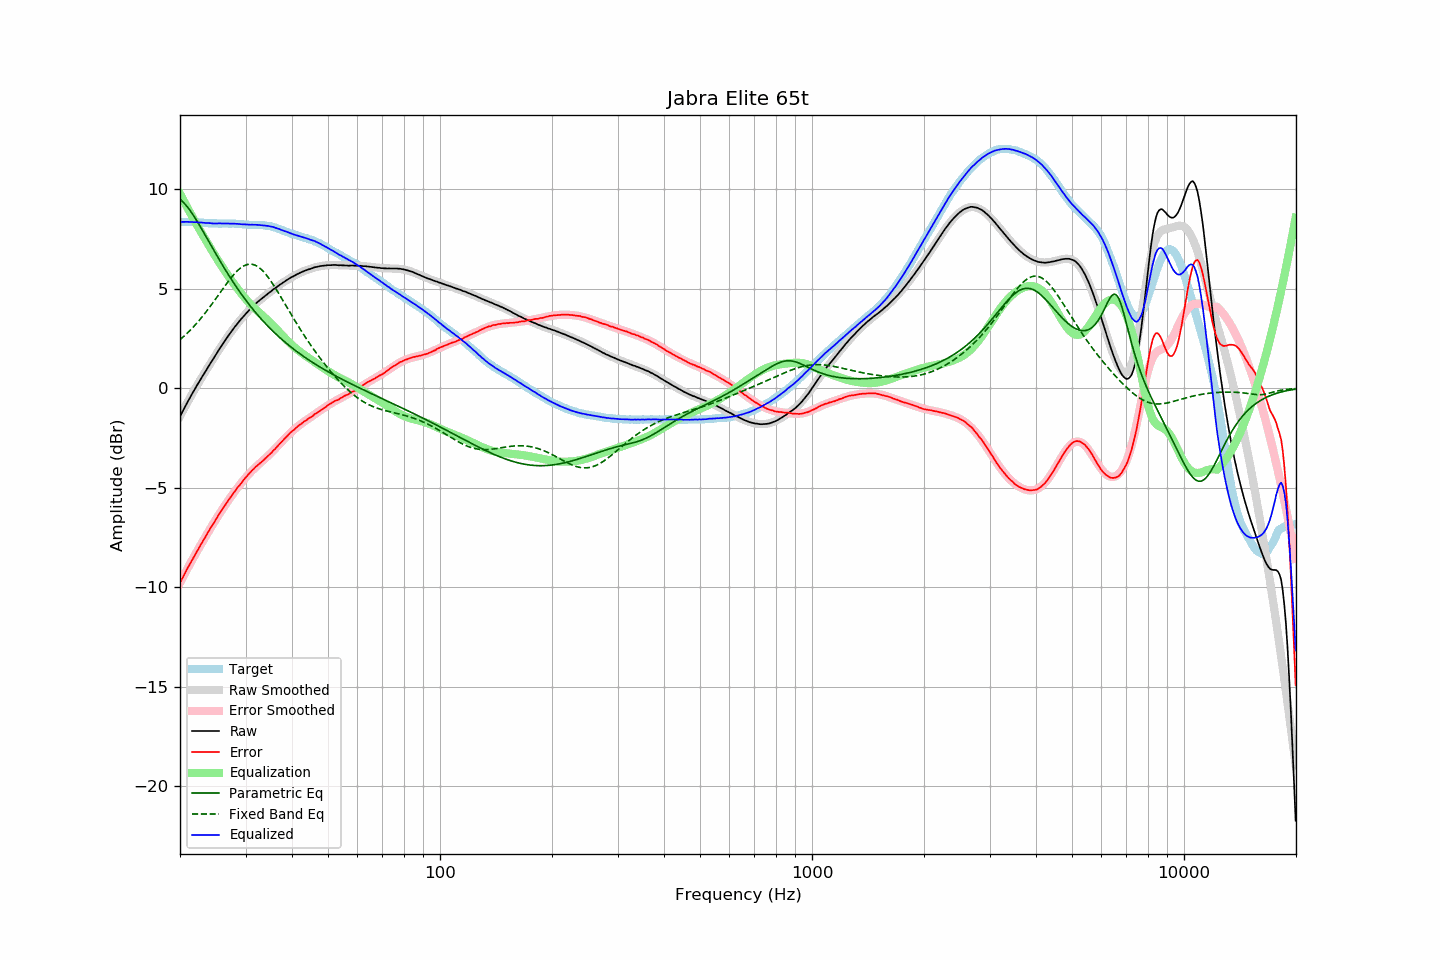 Jabra Elite 65t
Amplitude (dBr)
10
5
0
−5
−10
−15
−20
Target
Raw Smoothed
Error Smoothed
Raw
Error
Equalization
Parametric Eq
Fixed Band Eq
Equalized
100
1000
10000
Frequency (Hz)